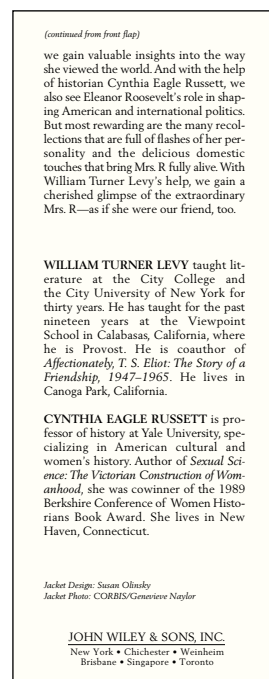 (continued from front flap)
we gain valuable insights into the way
she viewed the world. And with the help
of historian Cynthia Eagle Russett, we
also see Eleanor Roosevelt's role in shap-
ing American and international politics.
But most rewarding are the many recol-
lections that are full of flashes of her per-
sonality and the delicious domestic
touches that bring Mrs. R fully alive. With
William Turner Levy's help, we gain a
cherished glimpse of the extraordinary
Mrs. R—as if she were our friend, too.
WILLIAM TURNER LEVY taught lit-
erature at the City College and
the City University of New York for
thirty years. He has taught for the past
nineteen years at the Viewpoint
School in Calabasas, California, where
he is Provost. He is coauthor of
Affectionately, T. S. Eliot: The Story of a
Friendship, 1947–1965. He lives in
Canoga Park, California.
CYNTHIA EAGLE RUSSETT is pro-
fessor of history at Yale University, spe-
cializing in American cultural and
women's history. Author of Sexual Sci-
ence: The Victorian Construction of Wom-
anhood, she was cowinner of the 1989
Berkshire Conference of Women Histo-
rians Book Award. She lives in New
Haven, Connecticut.
Jacket Design: Susan Olinsky
Jacket Photo: CORBIS/Genevieve Naylor
JOHN WILEY & SONS, INC.
New York • Chichester • Weinheim
Brisbane • Singapore • Toronto